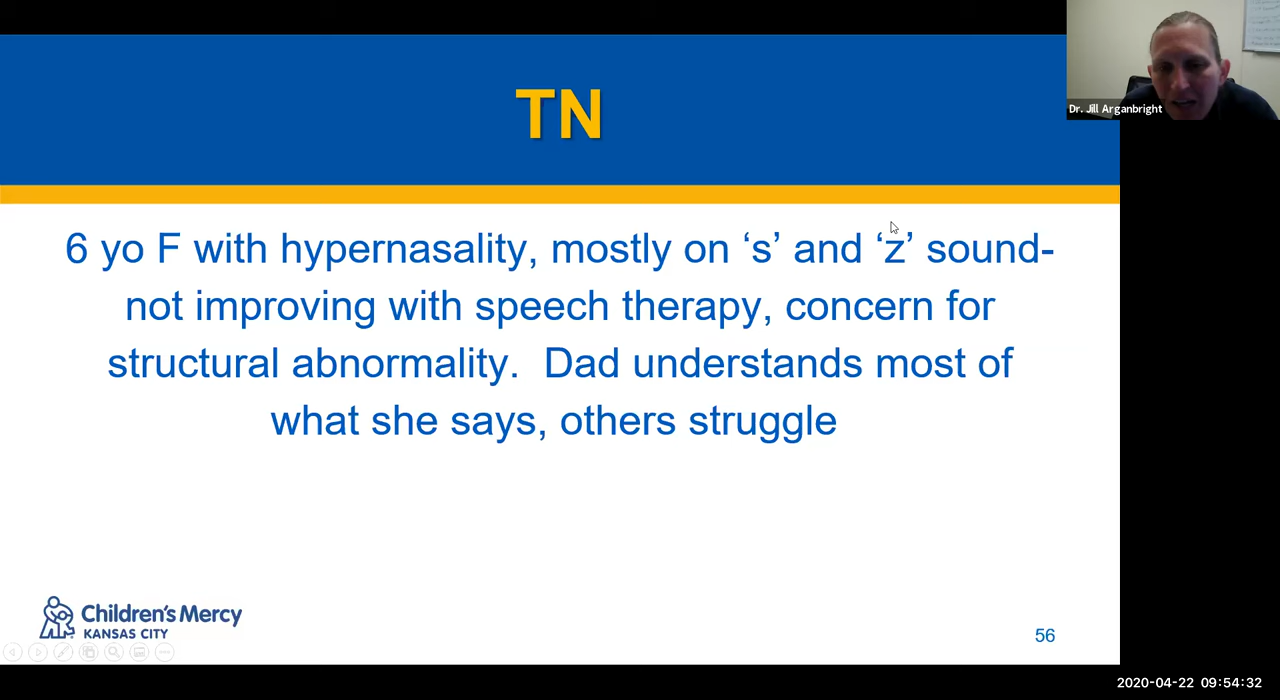 TN
Dr. Jill Arganbright
6 yo F with hypernasality, mostly on ‘s’ and ‘z’ sound-
not improving with speech therapy, concern for
structural abnormality.  Dad understands most of
what she says, others struggle
Children's Mercy
KANSAS CITY
56
2020-04-22 09:54:32